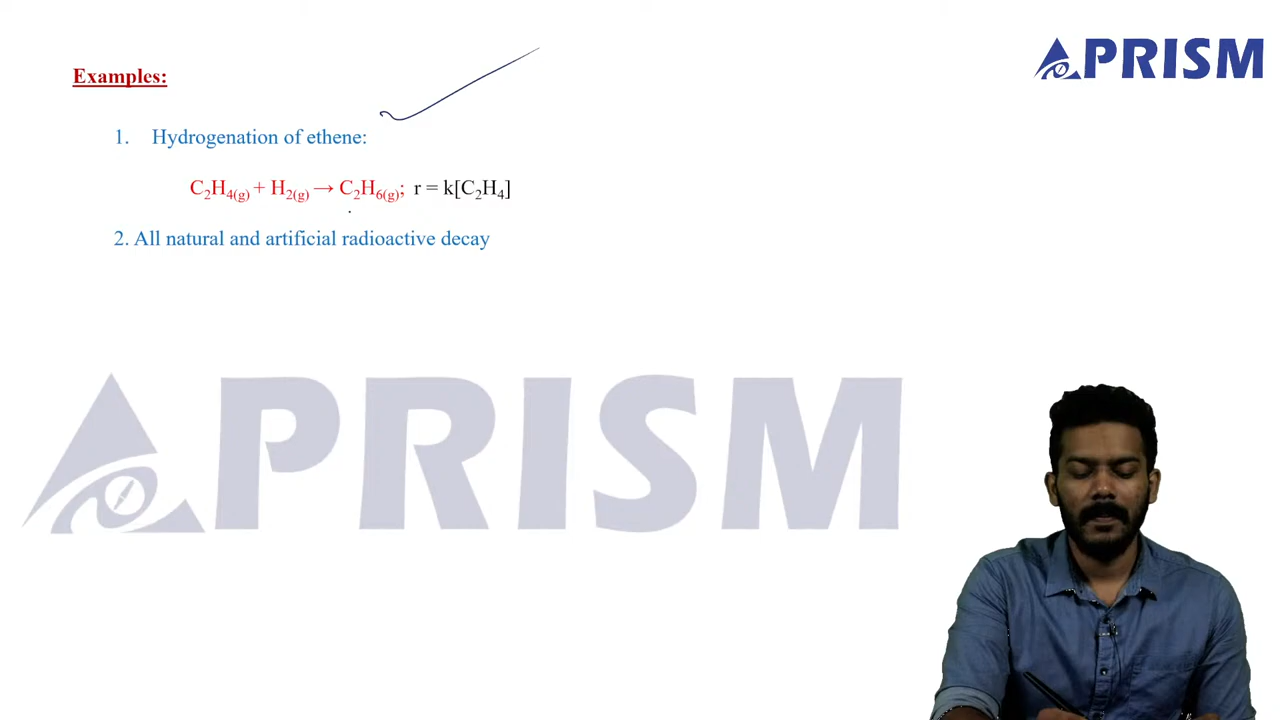 PRISM
Examples:
1. Hydrogenation of ethene:
C₂H₄(g) + H₂(g) → C₂H₆(g); r = k[C₂H₄]
2. All natural and artificial radioactive decay
PRISM